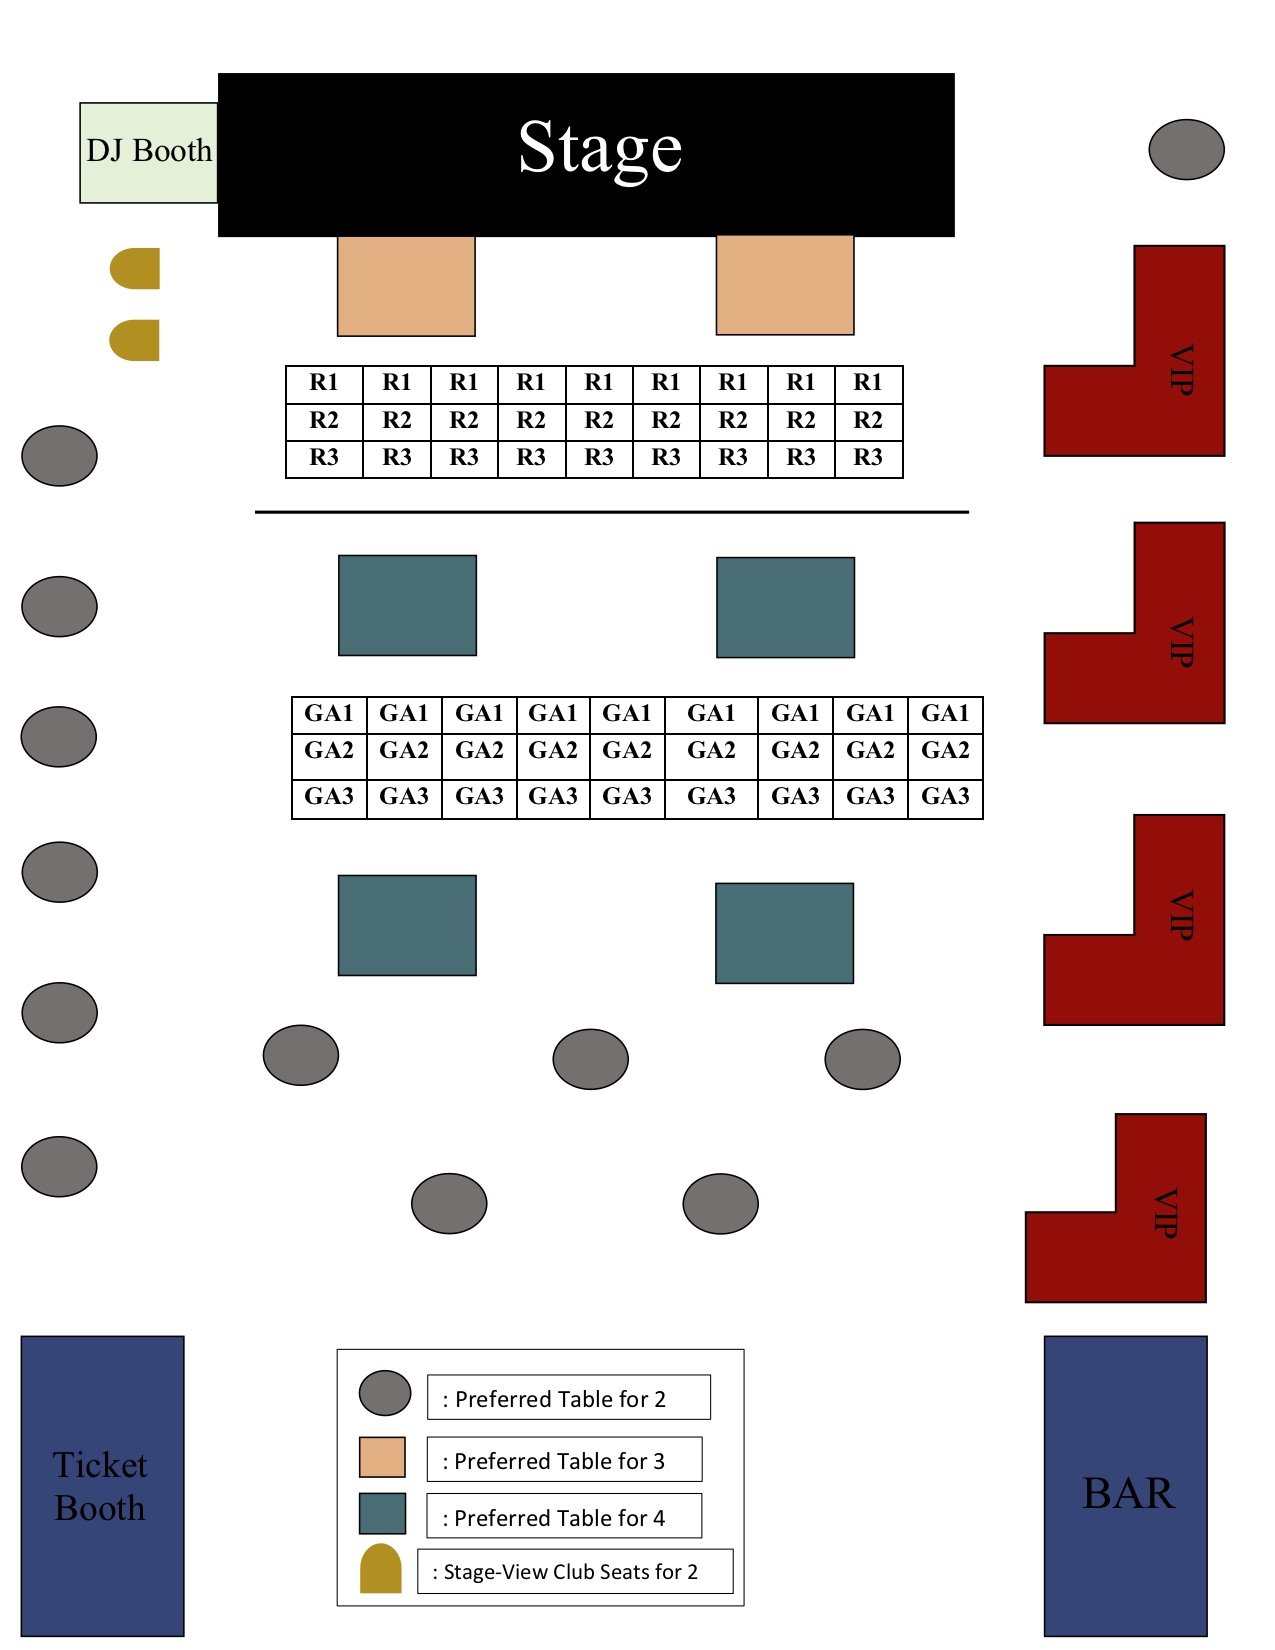 Stage
DJ Booth
R1 R1 R1 R1 R1 R1 R1 R1 R1
R2 R2 R2 R2 R2 R2 R2 R2 R2
R3 R3 R3 R3 R3 R3 R3 R3 R3
VIP
VIP
GA1 GA1 GA1 GA1 GA1 GA1 GA1 GA1 GA1
GA2 GA2 GA2 GA2 GA2 GA2 GA2 GA2 GA2
GA3 GA3 GA3 GA3 GA3 GA3 GA3 GA3 GA3
VIP
VIP
Ticket
Booth
: Preferred Table for 2
: Preferred Table for 3
: Preferred Table for 4
: Stage-View Club Seats for 2
BAR